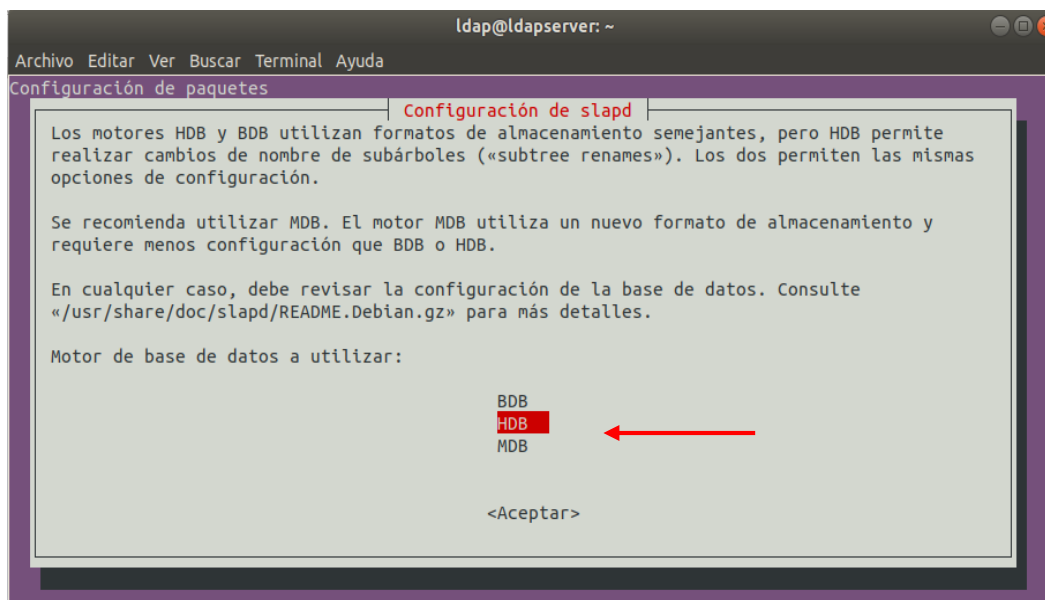 ldap@ldapserver: ~
Archivo Editar Ver Buscar Terminal Ayuda
Configuración de paquetes
Configuración de slapd
Los motores HDB y BDB utilizan formatos de almacenamiento semejantes, pero HDB permite
realizar cambios de nombre de subárboles («subtree renames»). Los dos permiten las mismas
opciones de configuración.
Se recomienda utilizar MDB. El motor MDB utiliza un nuevo formato de almacenamiento y
requiere menos configuración que BDB o HDB.
En cualquier caso, debe revisar la configuración de la base de datos. Consulte
«/usr/share/doc/slapd/README.Debian.gz» para más detalles.
Motor de base de datos a utilizar:
BDB
HDB
MDB
<Aceptar>